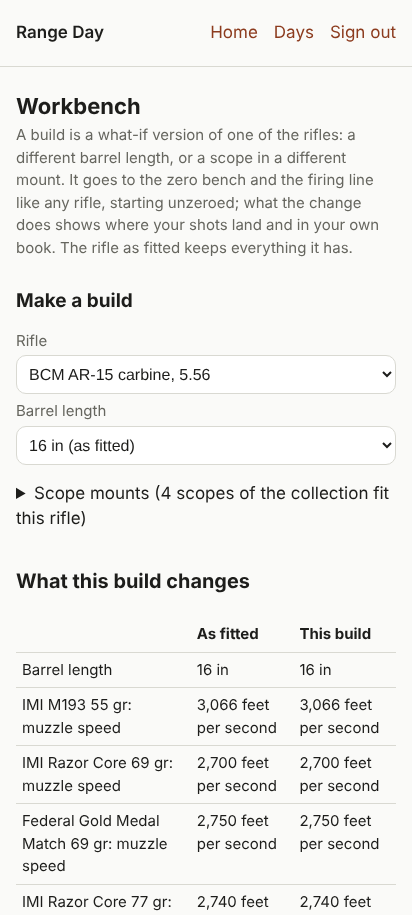 Range Day
Home Days Sign out
Workbench
A build is a what-if version of one of the rifles: a
different barrel length, or a scope in a different
mount. It goes to the zero bench and the firing line
like any rifle, starting unzeroed; what the change
does shows where your shots land and in your own
book. The rifle as fitted keeps everything it has.
Make a build
Rifle
BCM AR-15 carbine, 5.56
Barrel length
16 in (as fitted)
Scope mounts (4 scopes of the collection fit
this rifle)
What this build changes
As fitted This build
Barrel length 16 in 16 in
IMI M193 55 gr: 3,066 feet 3,066 feet
muzzle speed per second per second
IMI Razor Core 69 gr: 2,700 feet 2,700 feet
muzzle speed per second per second
Federal Gold Medal 2,750 feet 2,750 feet
Match 69 gr: muzzle per second per second
speed
IMI Razor Core 77 gr: 2,740 feet 2,740 feet